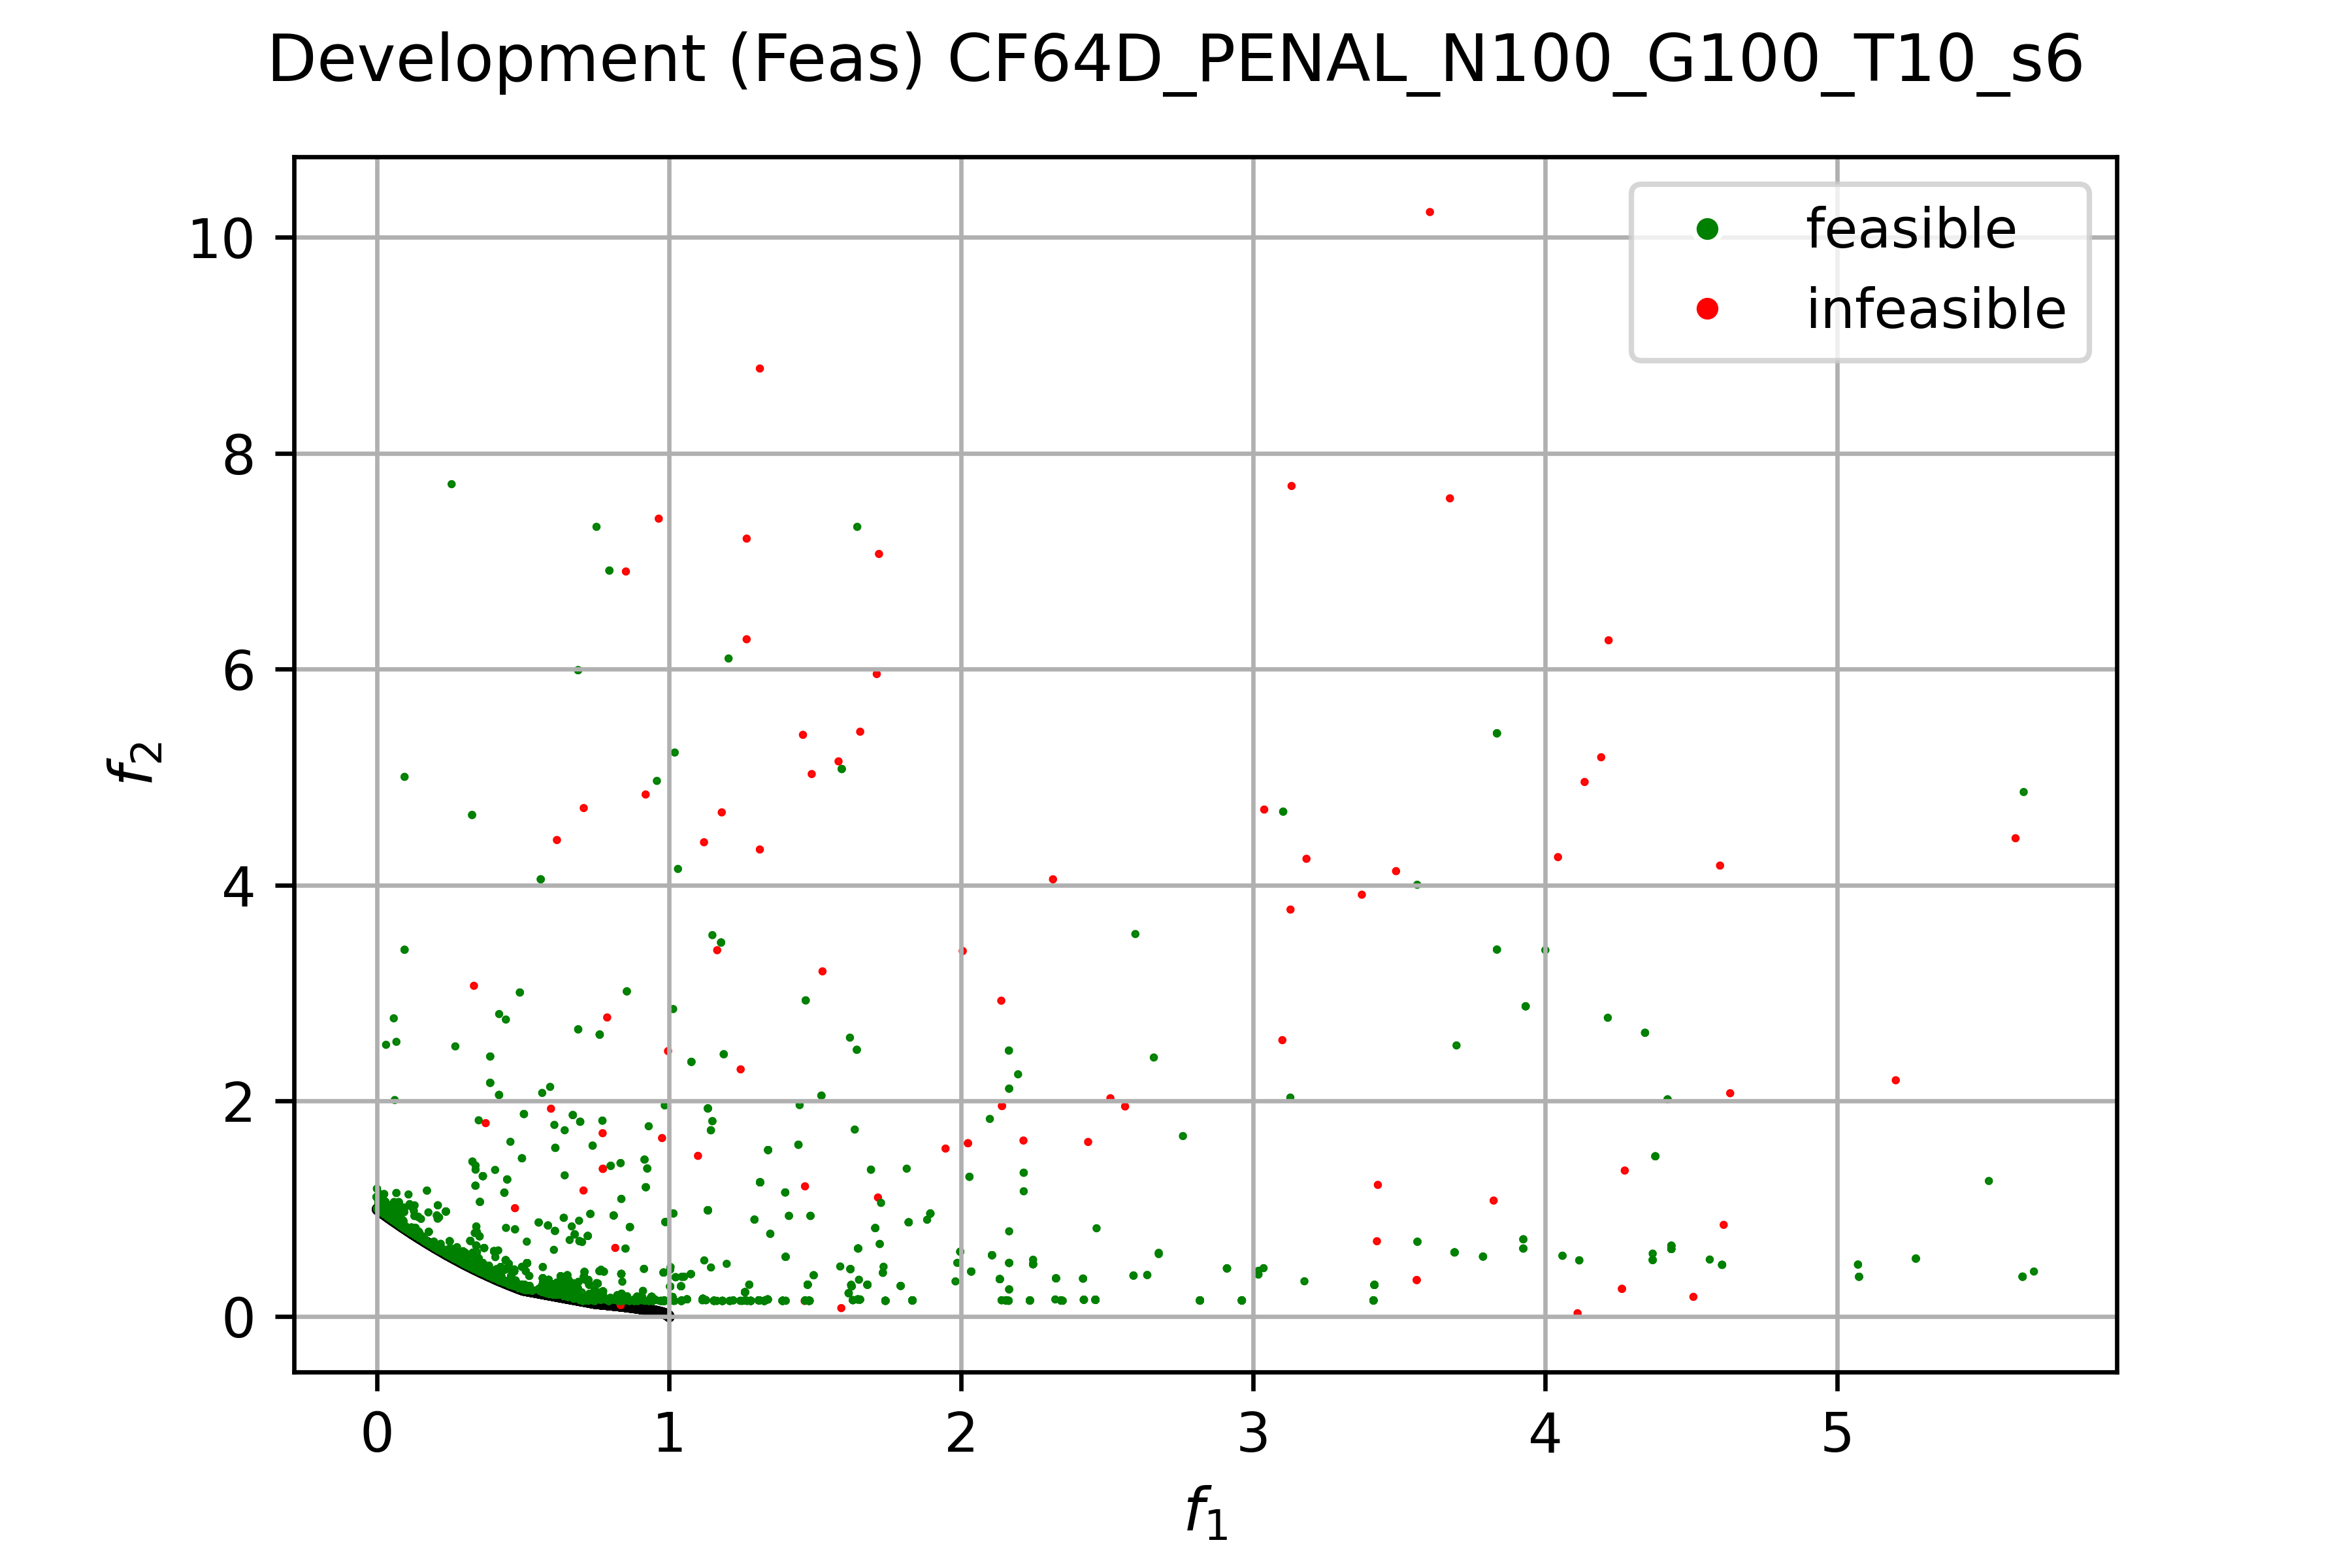 Development (Feas) CF64D_PENAL_N100_G100_T10_s6
feasible
infeasible
10
8
6
4
2
0
f2
0 1 2 3 4 5
f1